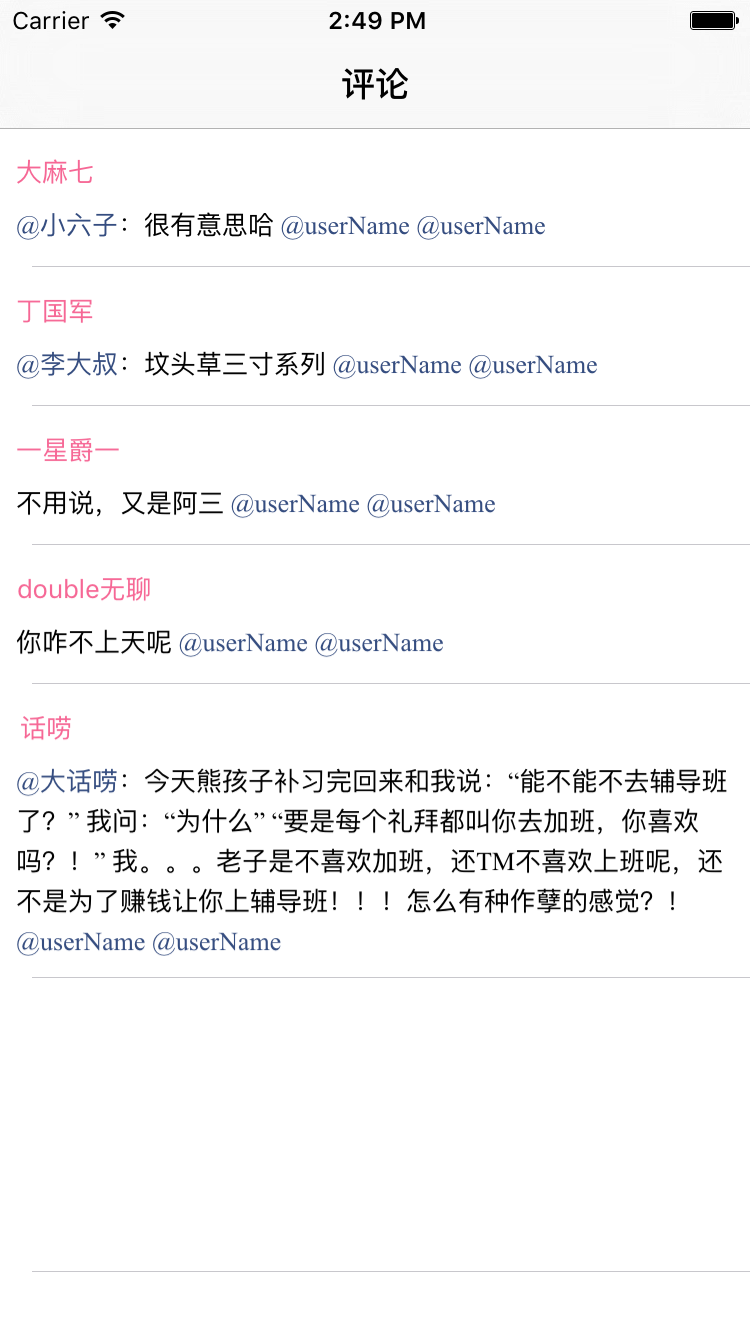 Carrier 2:49 PM
评论
大麻七
@小六子：很有意思哈 @userName @userName
丁国军
@李大叔：坟头草三寸系列 @userName @userName
一星爵一
不用说，又是阿三 @userName @userName
double无聊
你咋不上天呢 @userName @userName
话唠
@大话唠：今天熊孩子补习完回来和我说：“能不能不去辅导班
了？” 我问：“为什么” “要是每个礼拜都叫你去加班，你喜欢
吗？！” 我。。。老子是不喜欢加班，还TM不喜欢上班呢，还
不是为了赚钱让你上辅导班！！！怎么有种作孽的感觉？！
@userName @userName